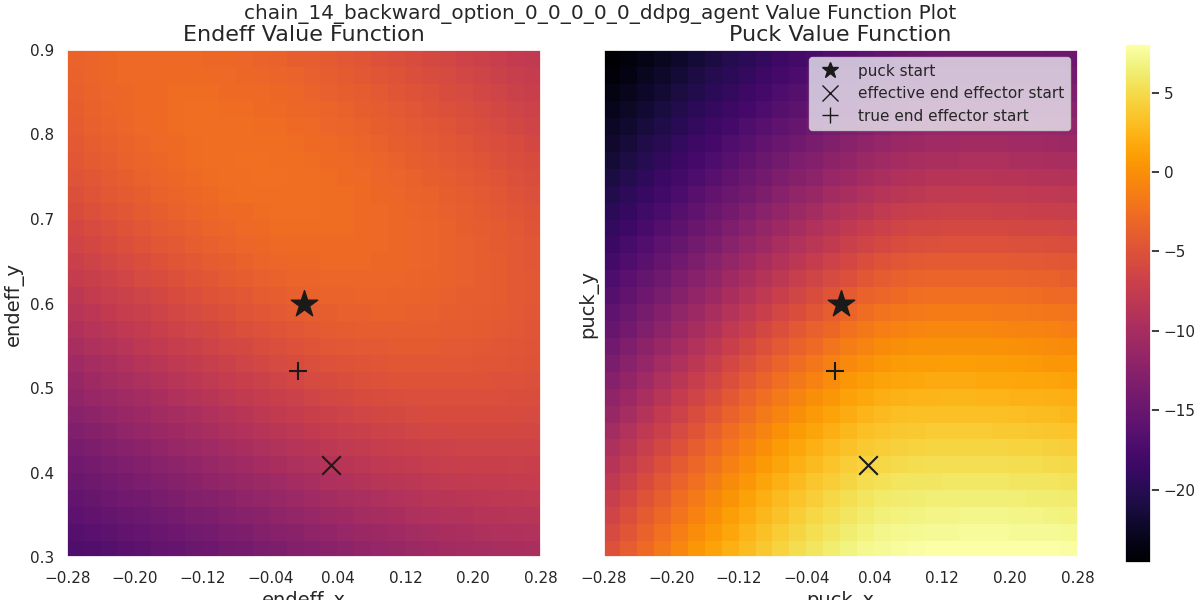 chain_14_backward_option_0_0_0_0_0_ddpg_agent Value Function Plot
Endeff Value Function
Puck Value Function
puck start
effective end effector start
true end effector start
endeff_y
0.9
0.8
0.7
0.6
0.5
0.4
0.3
−0.28 −0.20 −0.12 −0.04 0.04 0.12 0.20 0.28
endeff_x
puck_y
−0.28 −0.20 −0.12 −0.04 0.04 0.12 0.20 0.28
puck_x
5
0
−5
−10
−15
−20